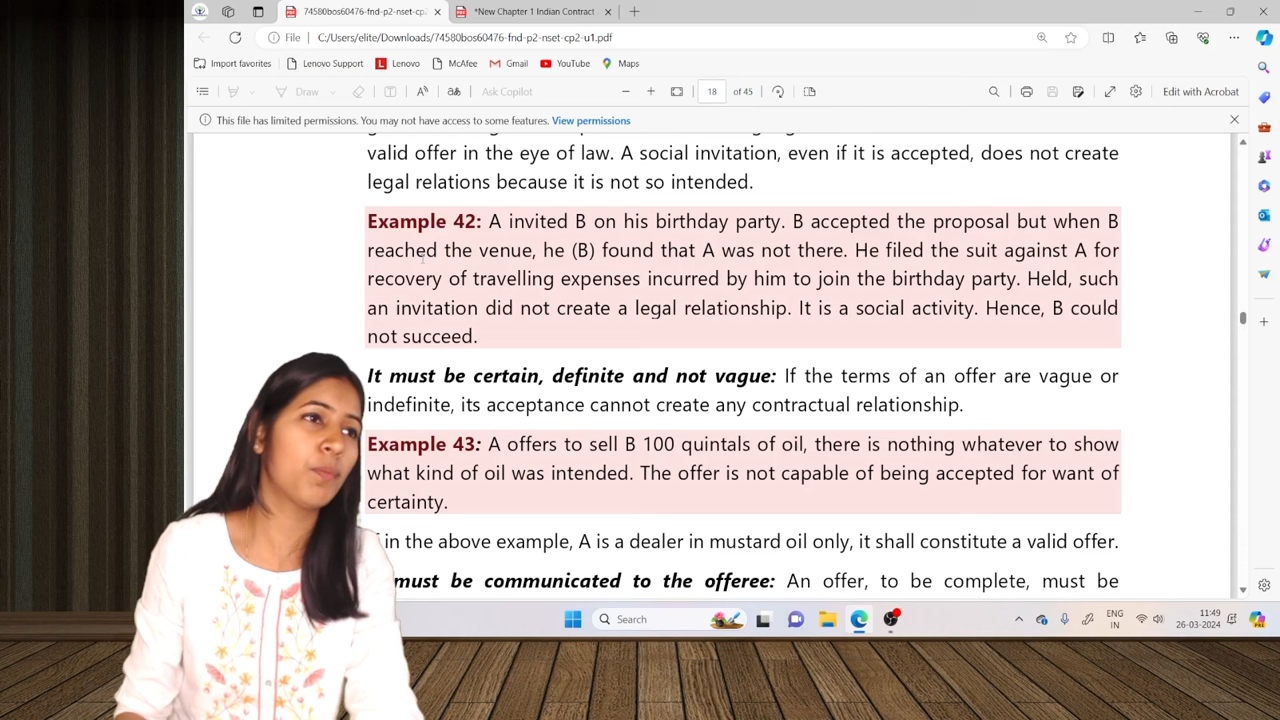 74580bos60476-fnd-p2-nset-cp2-
*New Chapter 1 Indian Contract
File
C:/Users/elite/Downloads/74580bos60476-fnd-p2-nset-cp2-u1.pdf
Import favorites
Lenovo Support
Lenovo
McAfee
Gmail
YouTube
Maps
Draw
Ask Copilot
18
of 45
Edit with Acrobat
This file has limited permissions. You may not have access to some features. View permissions
valid offer in the eye of law. A social invitation, even if it is accepted, does not create
legal relations because it is not so intended.
Example 42: A invited B on his birthday party. B accepted the proposal but when B
reached the venue, he (B) found that A was not there. He filed the suit against A for
recovery of travelling expenses incurred by him to join the birthday party. Held, such
an invitation did not create a legal relationship. It is a social activity. Hence, B could
not succeed.
It must be certain, definite and not vague: If the terms of an offer are vague or
indefinite, its acceptance cannot create any contractual relationship.
Example 43: A offers to sell B 100 quintals of oil, there is nothing whatever to show
what kind of oil was intended. The offer is not capable of being accepted for want of
certainty.
in the above example, A is a dealer in mustard oil only, it shall constitute a valid offer.
must be communicated to the offeree: An offer, to be complete, must be
Search
ENG
IN
11:49
26-03-2024